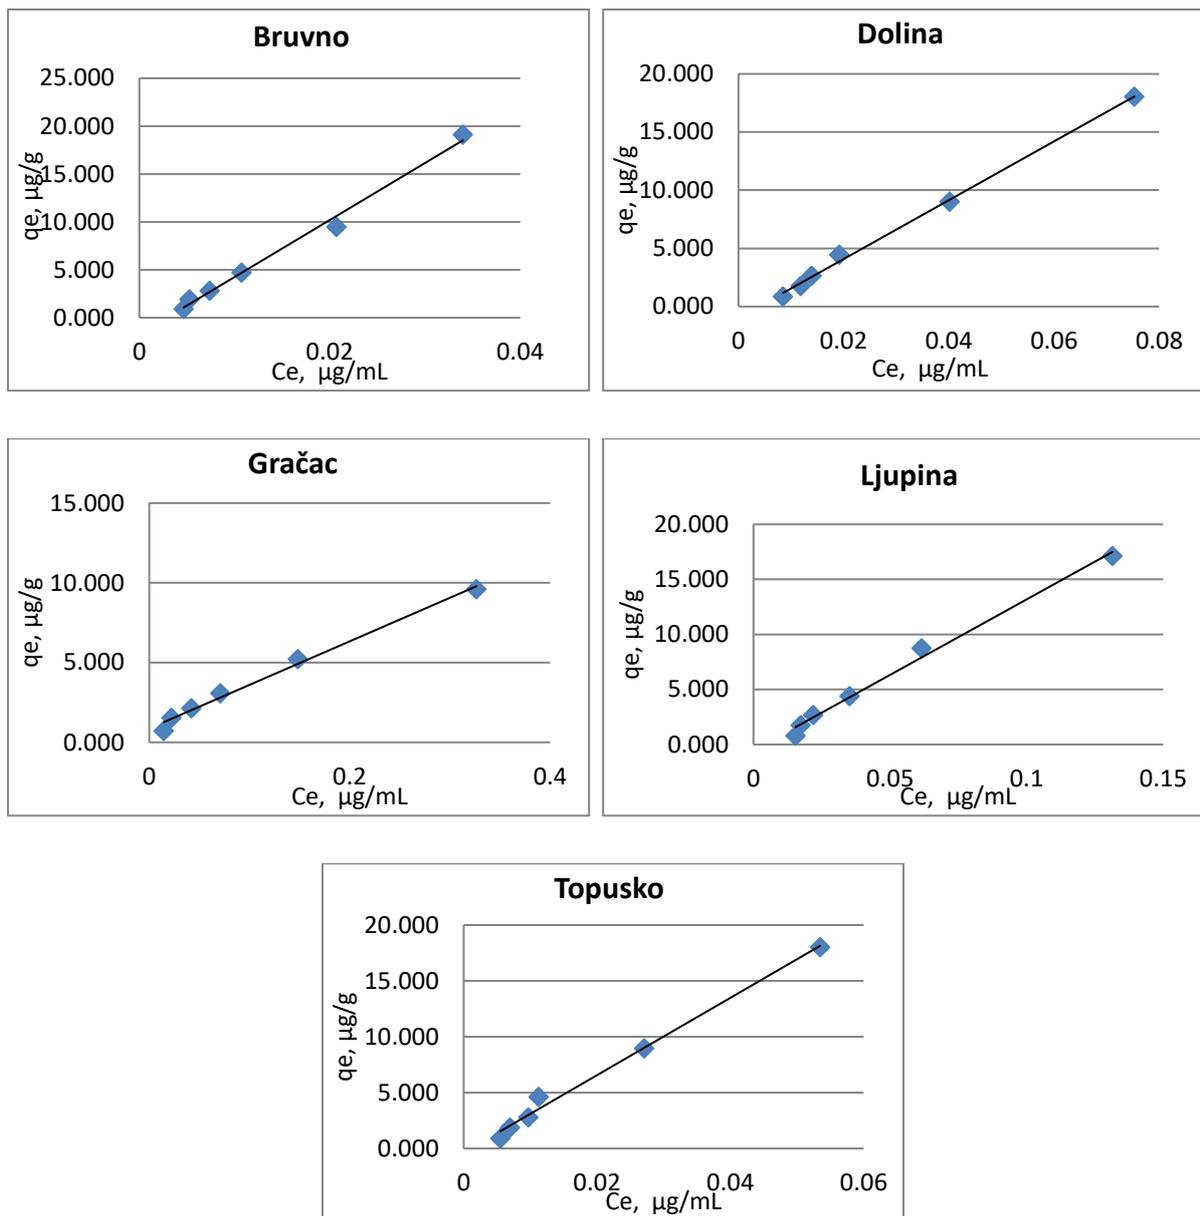 Bruvno
25.000
20.000
15.000
10.000
5.000
0.000
qe, µg/g
0 0.02 0.04
Ce, µg/mL
Dolina
20.000
15.000
10.000
5.000
0.000
qe, µg/g
0 0.02 0.04 0.06 0.08
Ce, µg/mL
Gračac
15.000
10.000
5.000
0.000
qe, µg/g
0 0.2 0.4
Ce, µg/mL
Ljupina
20.000
15.000
10.000
5.000
0.000
qe, µg/g
0 0.05 0.1 0.15
Ce, µg/mL
Topusko
20.000
15.000
10.000
5.000
0.000
qe, µg/g
0 0.02 0.04 0.06
Ce, µg/mL